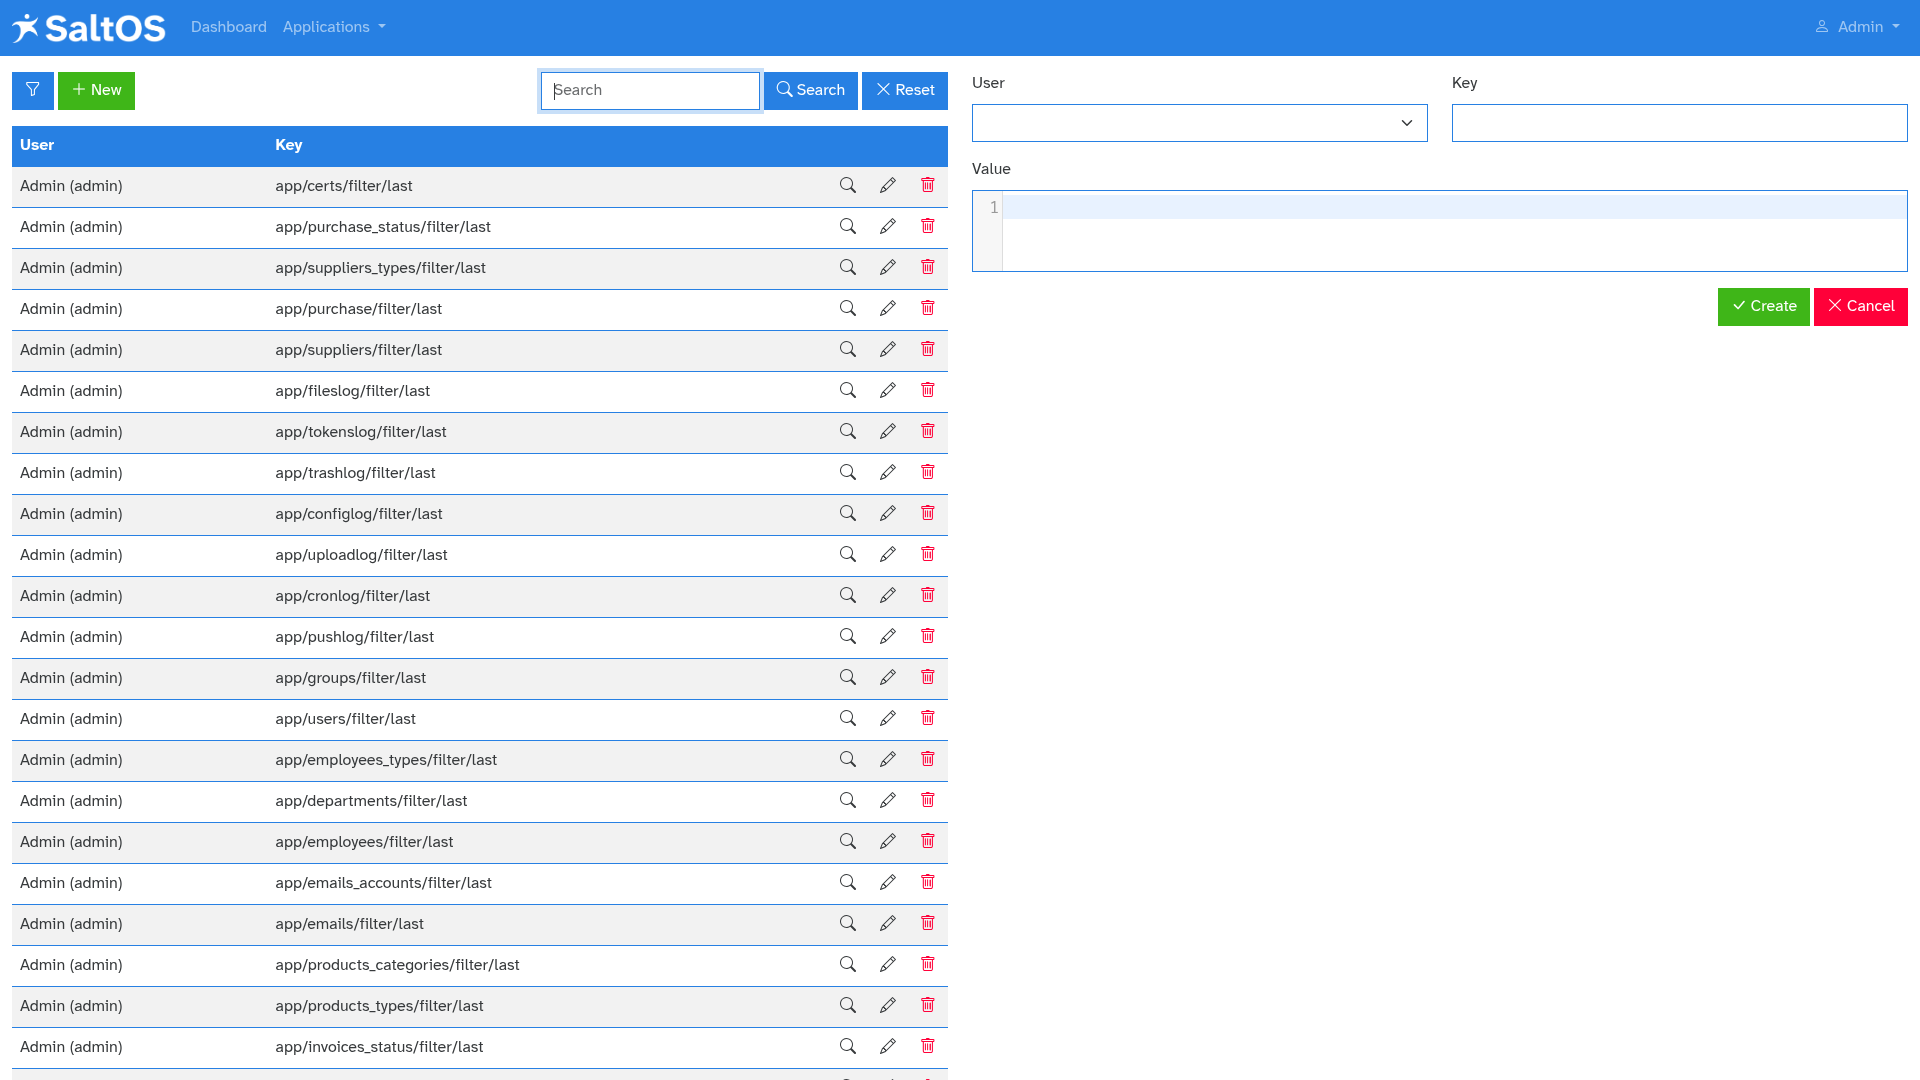 SaltOS Dashboard Applications Admin
New Search Search Reset
User Key
Admin (admin) app/certs/filter/last
Admin (admin) app/purchase_status/filter/last
Admin (admin) app/suppliers_types/filter/last
Admin (admin) app/purchase/filter/last
Admin (admin) app/suppliers/filter/last
Admin (admin) app/fileslog/filter/last
Admin (admin) app/tokenslog/filter/last
Admin (admin) app/trashlog/filter/last
Admin (admin) app/configlog/filter/last
Admin (admin) app/uploadlog/filter/last
Admin (admin) app/cronlog/filter/last
Admin (admin) app/pushlog/filter/last
Admin (admin) app/groups/filter/last
Admin (admin) app/users/filter/last
Admin (admin) app/employees_types/filter/last
Admin (admin) app/departments/filter/last
Admin (admin) app/employees/filter/last
Admin (admin) app/emails_accounts/filter/last
Admin (admin) app/emails/filter/last
Admin (admin) app/products_categories/filter/last
Admin (admin) app/products_types/filter/last
Admin (admin) app/invoices_status/filter/last
User Key
Value
1
Create Cancel